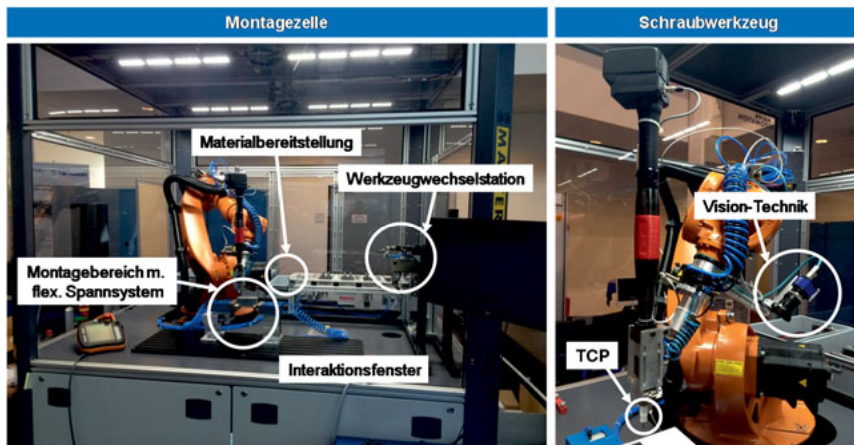 Montagezelle
Schraubwerkzeug
Materialbereitstellung
Werkzeugwechselstation
Montagebereich m.
flex. Spannsystem
Interaktionsfenster
Vision-Technik
TCP